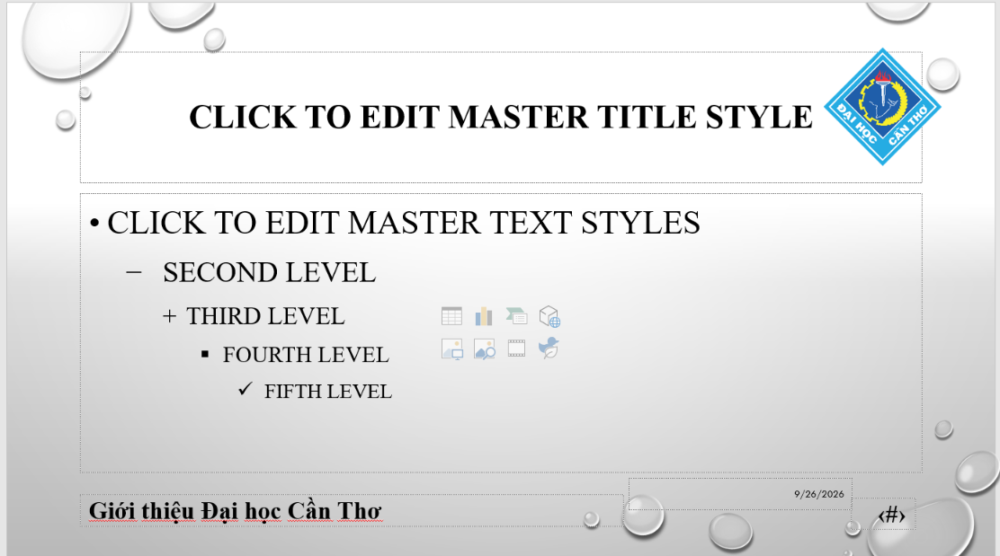 CLICK TO EDIT MASTER TITLE STYLE
ĐẠI HỌC CẦN THƠ
• CLICK TO EDIT MASTER TEXT STYLES
– SECOND LEVEL
+ THIRD LEVEL
▪ FOURTH LEVEL
✓ FIFTH LEVEL
9/26/2026
Giới thiệu Đại học Cần Thơ
‹#›